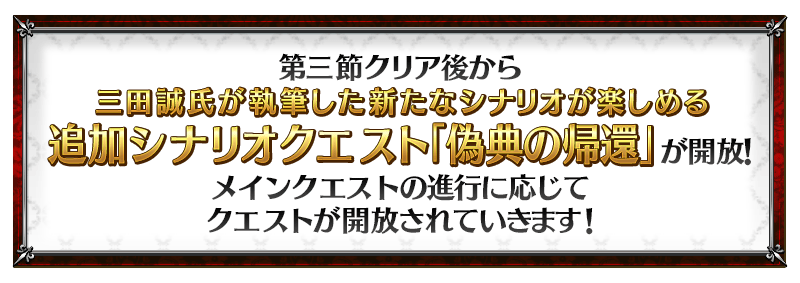 第三節クリア後から
三田誠氏が執筆した新たなシナリオが楽しめる
追加シナリオクエスト「偽典の帰還」が開放!
メインクエストの進行に応じて
クエストが開放されていきます!